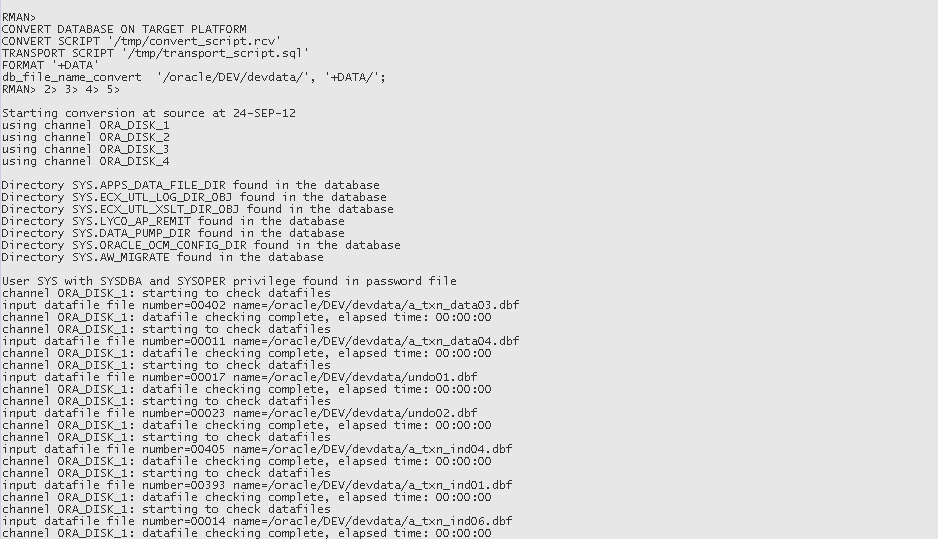 RMAN>
CONVERT DATABASE ON TARGET PLATFORM
CONVERT SCRIPT '/tmp/convert_script.rcv'
TRANSPORT SCRIPT '/tmp/transport_script.sql'
FORMAT '+DATA'
db_file_name_convert  '/oracle/DEV/devdata/', '+DATA/';
RMAN> 2> 3> 4> 5>
Starting conversion at source at 24-SEP-12
using channel ORA_DISK_1
using channel ORA_DISK_2
using channel ORA_DISK_3
using channel ORA_DISK_4
Directory SYS.APPS_DATA_FILE_DIR found in the database
Directory SYS.ECX_UTL_LOG_DIR_OBJ found in the database
Directory SYS.ECX_UTL_XSLT_DIR_OBJ found in the database
Directory SYS.LYCO_AP_REMIT found in the database
Directory SYS.DATA_PUMP_DIR found in the database
Directory SYS.ORACLE_OCM_CONFIG_DIR found in the database
Directory SYS.AW_MIGRATE found in the database
User SYS with SYSDBA and SYSOPER privilege found in password file
channel ORA_DISK_1: starting to check datafiles
input datafile file number=00402 name=/oracle/DEV/devdata/a_txn_data03.dbf
channel ORA_DISK_1: datafile checking complete, elapsed time: 00:00:00
channel ORA_DISK_1: starting to check datafiles
input datafile file number=00011 name=/oracle/DEV/devdata/a_txn_data04.dbf
channel ORA_DISK_1: datafile checking complete, elapsed time: 00:00:00
channel ORA_DISK_1: starting to check datafiles
input datafile file number=00017 name=/oracle/DEV/devdata/undo01.dbf
channel ORA_DISK_1: datafile checking complete, elapsed time: 00:00:00
channel ORA_DISK_1: starting to check datafiles
input datafile file number=00023 name=/oracle/DEV/devdata/undo02.dbf
channel ORA_DISK_1: datafile checking complete, elapsed time: 00:00:00
channel ORA_DISK_1: starting to check datafiles
input datafile file number=00405 name=/oracle/DEV/devdata/a_txn_ind04.dbf
channel ORA_DISK_1: datafile checking complete, elapsed time: 00:00:00
channel ORA_DISK_1: starting to check datafiles
input datafile file number=00393 name=/oracle/DEV/devdata/a_txn_ind01.dbf
channel ORA_DISK_1: datafile checking complete, elapsed time: 00:00:00
channel ORA_DISK_1: starting to check datafiles
input datafile file number=00014 name=/oracle/DEV/devdata/a_txn_ind06.dbf
channel ORA_DISK_1: datafile checking complete, elapsed time: 00:00:00